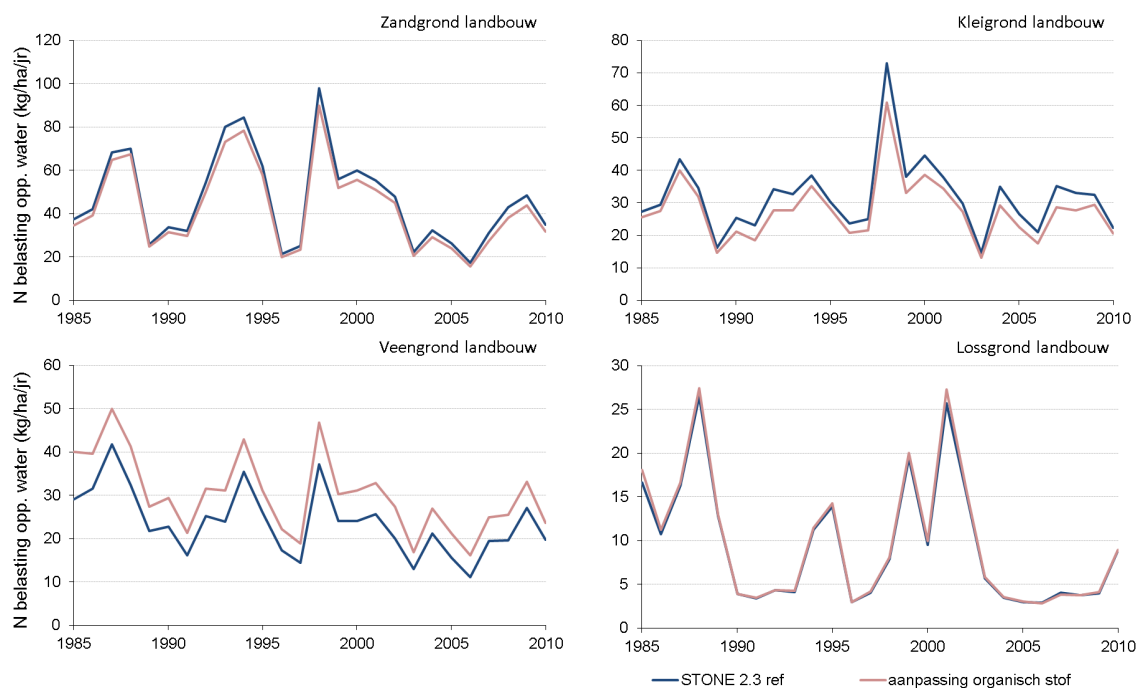 Zandgrond landbouw
N belasting opp. water (kg/ha/jr)
120
100
80
60
40
20
0
1985 1990 1995 2000 2005 2010
Kleigrond landbouw
80
70
60
50
40
30
20
10
0
1985 1990 1995 2000 2005 2010
Veengrond landbouw
N belasting opp. water (kg/ha/jr)
60
50
40
30
20
10
0
1985 1990 1995 2000 2005 2010
Lossgrond landbouw
30
25
20
15
10
5
0
1985 1990 1995 2000 2005 2010
STONE 2.3 ref aanpassing organisch stof